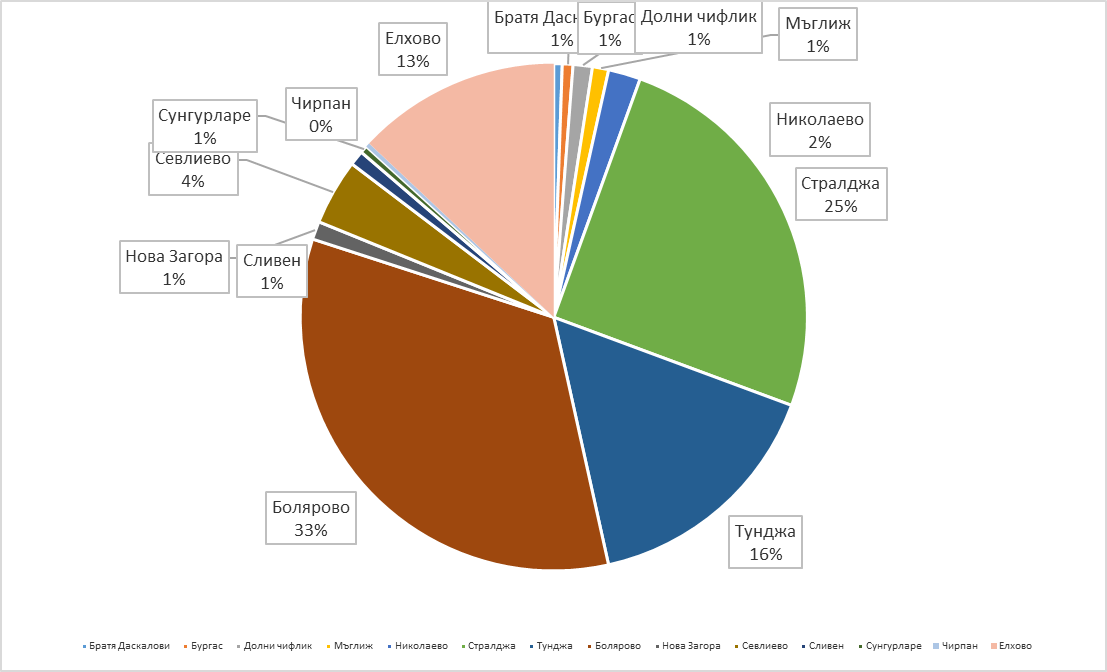 Братя Даск
1%
Бургас
1%
Долни чифлик
1%
Мъглиж
1%
Елхово
13%
Чирпан
0%
Сунгурларе
1%
Севлиево
4%
Николаево
2%
Стралджа
25%
Нова Загора
1%
Сливен
1%
Болярово
33%
Тунджа
16%
Братя Даскалови Бургас Долни чифлик Мъглиж Николаево Стралджа Тунджа Болярово Нова Загора Севлиево Сливен Сунгурларе Чирпан Елхово